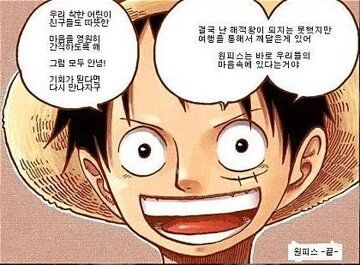 우리 착한 어린이
친구들도 따뜻한
마음을 영원히
간직하도록 해
그럼 모두 안녕!
기회가 된다면
다시 만나자구
결국 난 해적왕이 되지는 못했지만
여행을 통해서 깨달은게 있어
원피스는 바로 우리들의
마음속에 있다는거야
원피스 -끝-